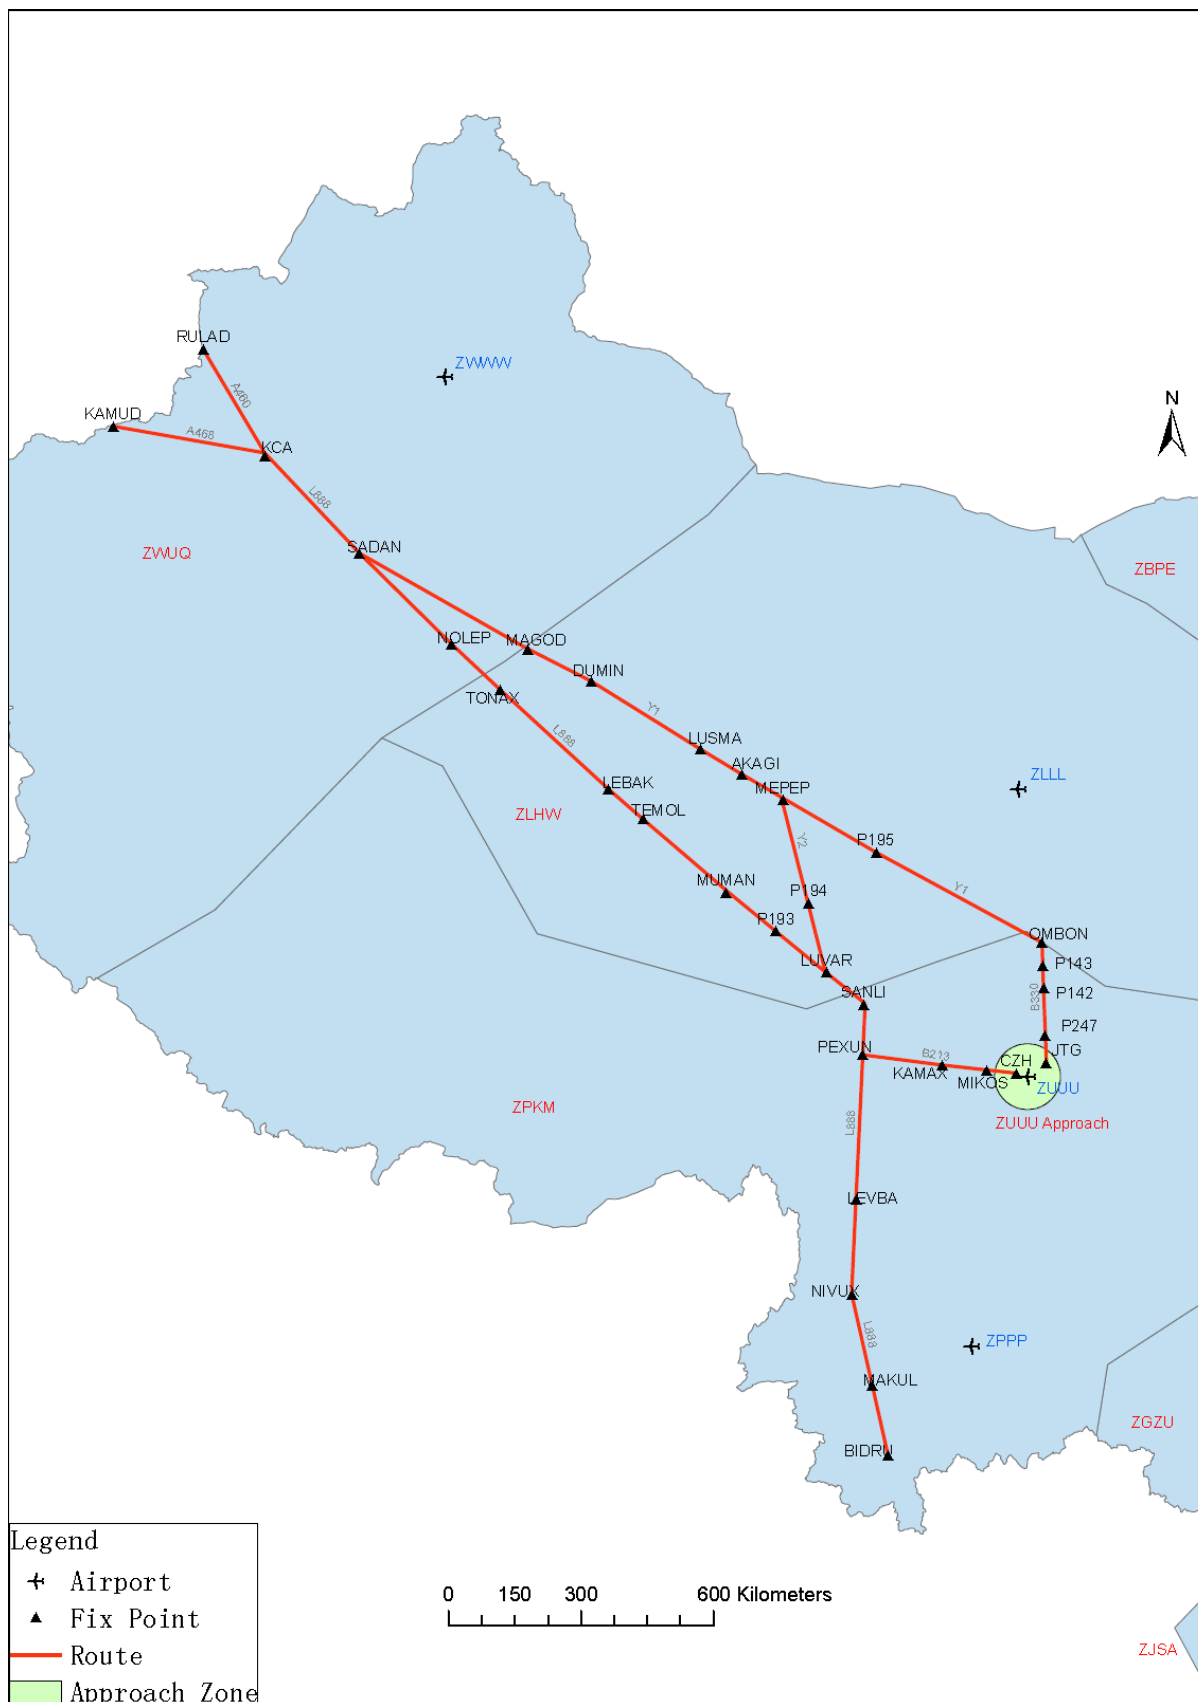 RULAD
ZWWW
A460
N
KAMUD
A468
KCA
L888
SADAN
ZWUQ
ZBPE
NOLEP
MAGOD
DUMIN
TONAX
Y1
L888
LUSMA
AKAGI
ZLLL
LEBAK
MEPEP
TEMOL
ZLHW
Y2
P195
MUMAN
P194
Y1
P193
OMBON
LUVAR
P143
SANLI
B330
P142
P247
PEXUN
B213
CZH
JTG
KAMAX
MIKOS
ZUUU
ZPKM
L888
ZUUU Approach
LEVBA
NIVUX
L888
ZPPP
MAKUL
ZGZU
BIDRU
Legend
Airport
Fix Point
Route
Approach Zone
0 150 300 600 Kilometers
ZJSA